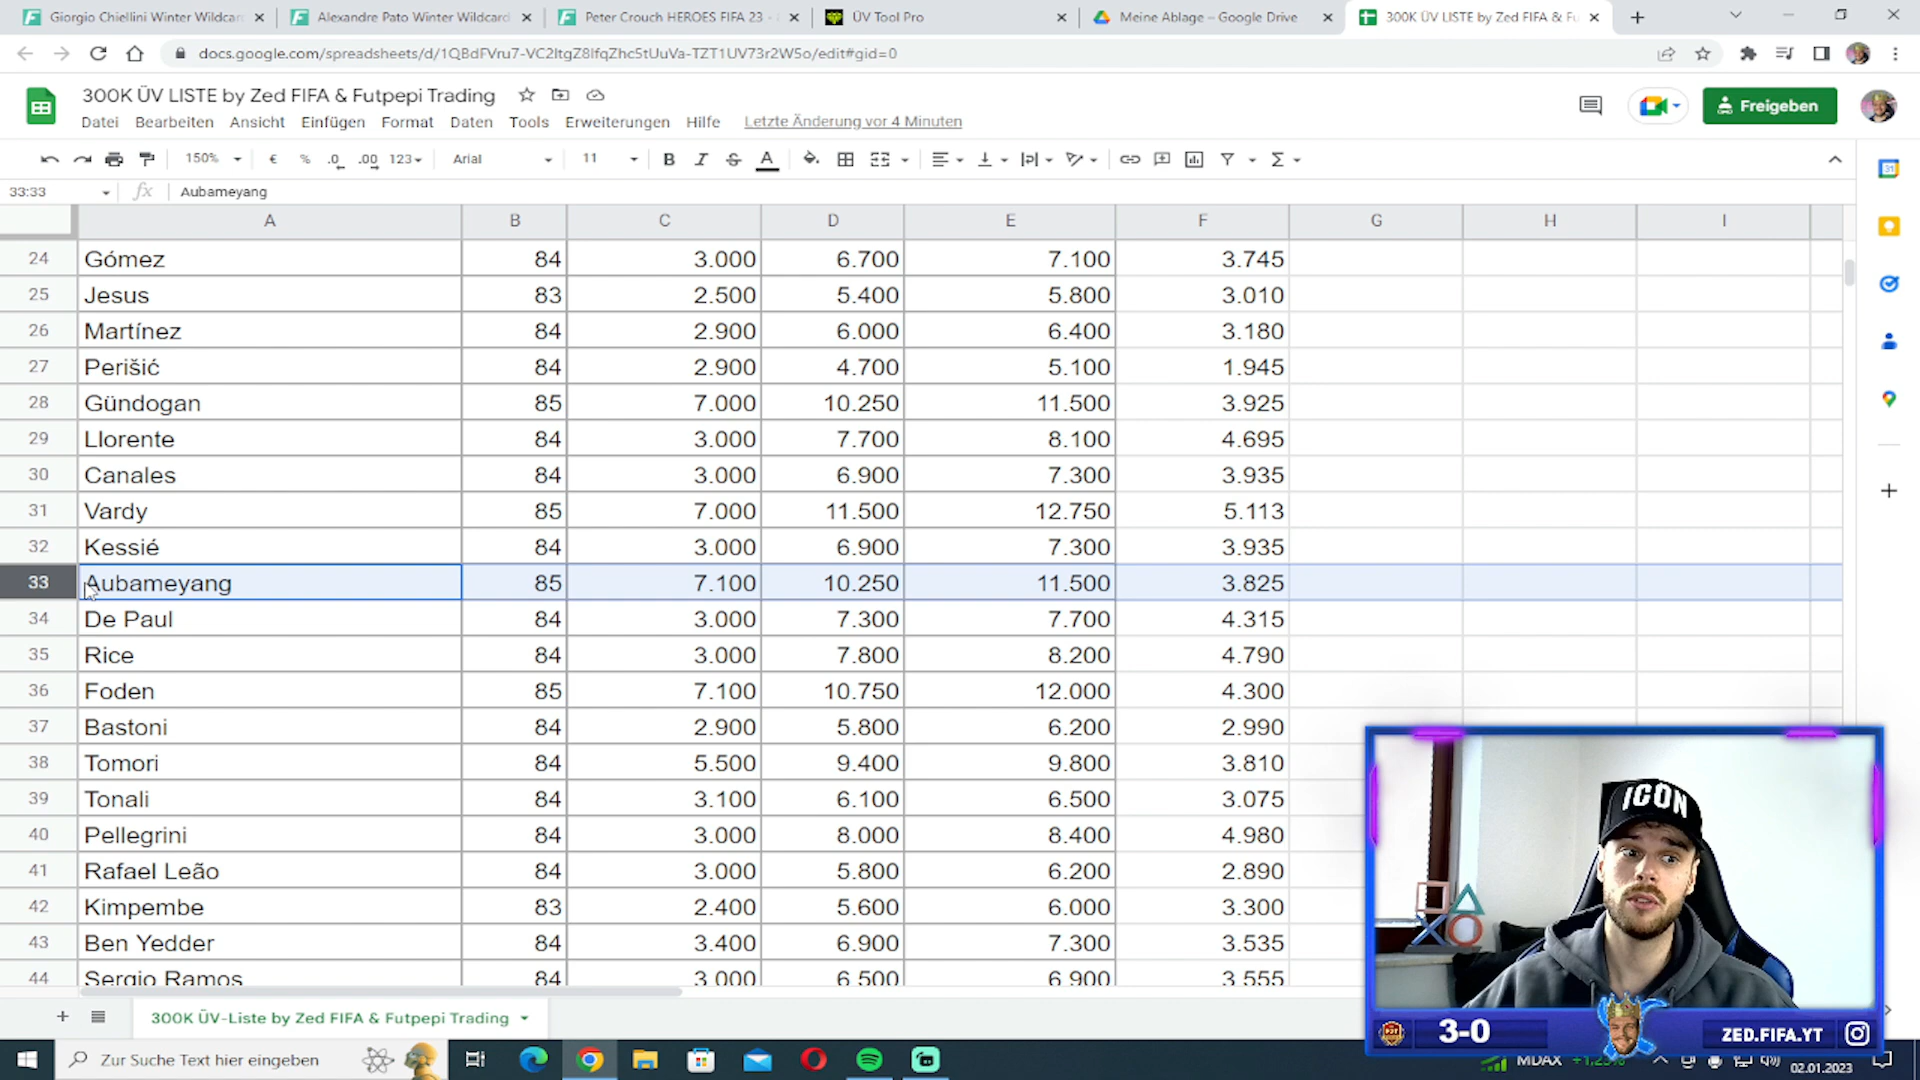 Giorgio Chiellini Winter Wildcar
Alexandre Pato Winter Wildcard
Peter Crouch HEROES FIFA 23 -
ÜV Tool Pro
Meine Ablage – Google Drive
300K ÜV LISTE by Zed FIFA & Fu
docs.google.com/spreadsheets/d/1QBdFVru7-VC2ltgZ8lfqZhc5tUuVa-TZT1UV73r2W5o/edit#gid=0
300K ÜV LISTE by Zed FIFA & Futpepi Trading
Freigeben
Datei Bearbeiten Ansicht Einfügen Format Daten Tools Erweiterungen Hilfe Letzte Änderung vor 4 Minuten
150% € % .0 .00 123 Arial 11 B I S A
33:33 fx Aubameyang
A B C D E F G H I
24 Gómez 84 3.000 6.700 7.100 3.745
25 Jesus 83 2.500 5.400 5.800 3.010
26 Martínez 84 2.900 6.000 6.400 3.180
27 Perišić 84 2.900 4.700 5.100 1.945
28 Gündogan 85 7.000 10.250 11.500 3.925
29 Llorente 84 3.000 7.700 8.100 4.695
30 Canales 84 3.000 6.900 7.300 3.935
31 Vardy 85 7.000 11.500 12.750 5.113
32 Kessié 84 3.000 6.900 7.300 3.935
33 Aubameyang 85 7.100 10.250 11.500 3.825
34 De Paul 84 3.000 7.300 7.700 4.315
35 Rice 84 3.000 7.800 8.200 4.790
36 Foden 85 7.100 10.750 12.000 4.300
37 Bastoni 84 2.900 5.800 6.200 2.990
38 Tomori 84 5.500 9.400 9.800 3.810
39 Tonali 84 3.100 6.100 6.500 3.075
40 Pellegrini 84 3.000 8.000 8.400 4.980
41 Rafael Leão 84 3.000 5.800 6.200 2.890
42 Kimpembe 83 2.400 5.600 6.000 3.300
43 Ben Yedder 84 3.400 6.900 7.300 3.535
44 Sergio Ramos 84 3.000 6.500 6.900 3.555
ICON
300K ÜV-Liste by Zed FIFA & Futpepi Trading
3-0
ZED.FIFA.YT
Zur Suche Text hier eingeben
MDAX +1,25%
02.01.2023